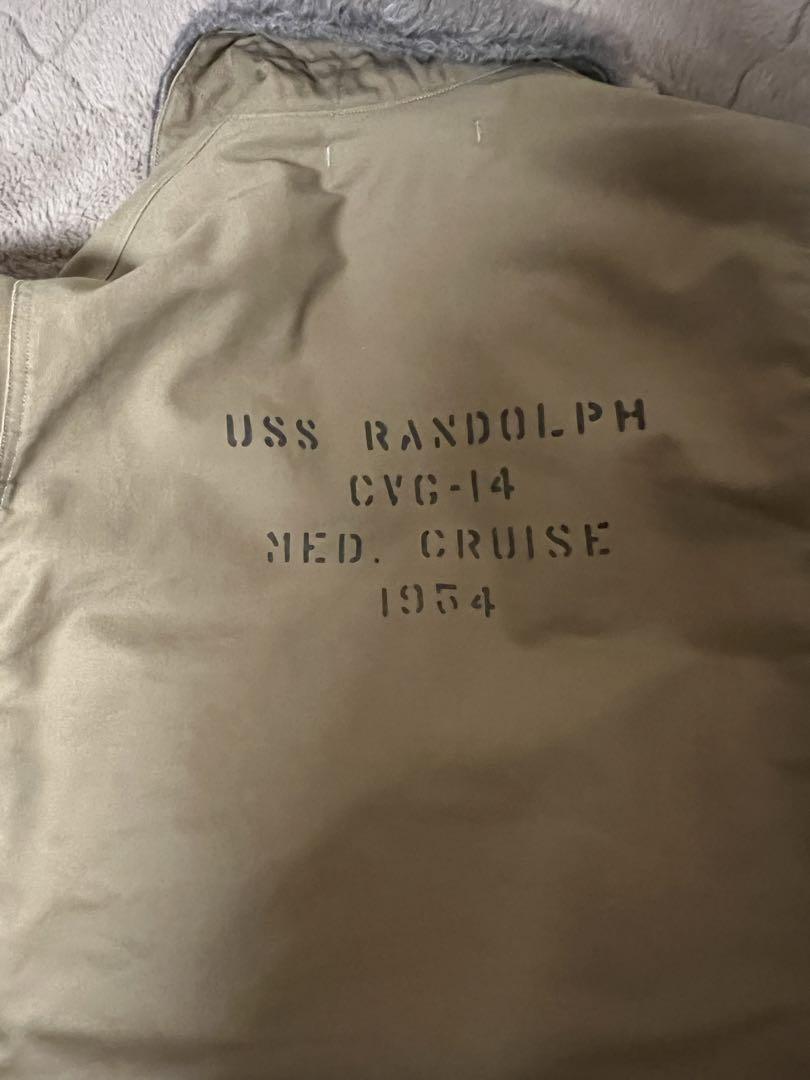 USS RANDOLPH
CVG-14
MED. CRUISE
1954